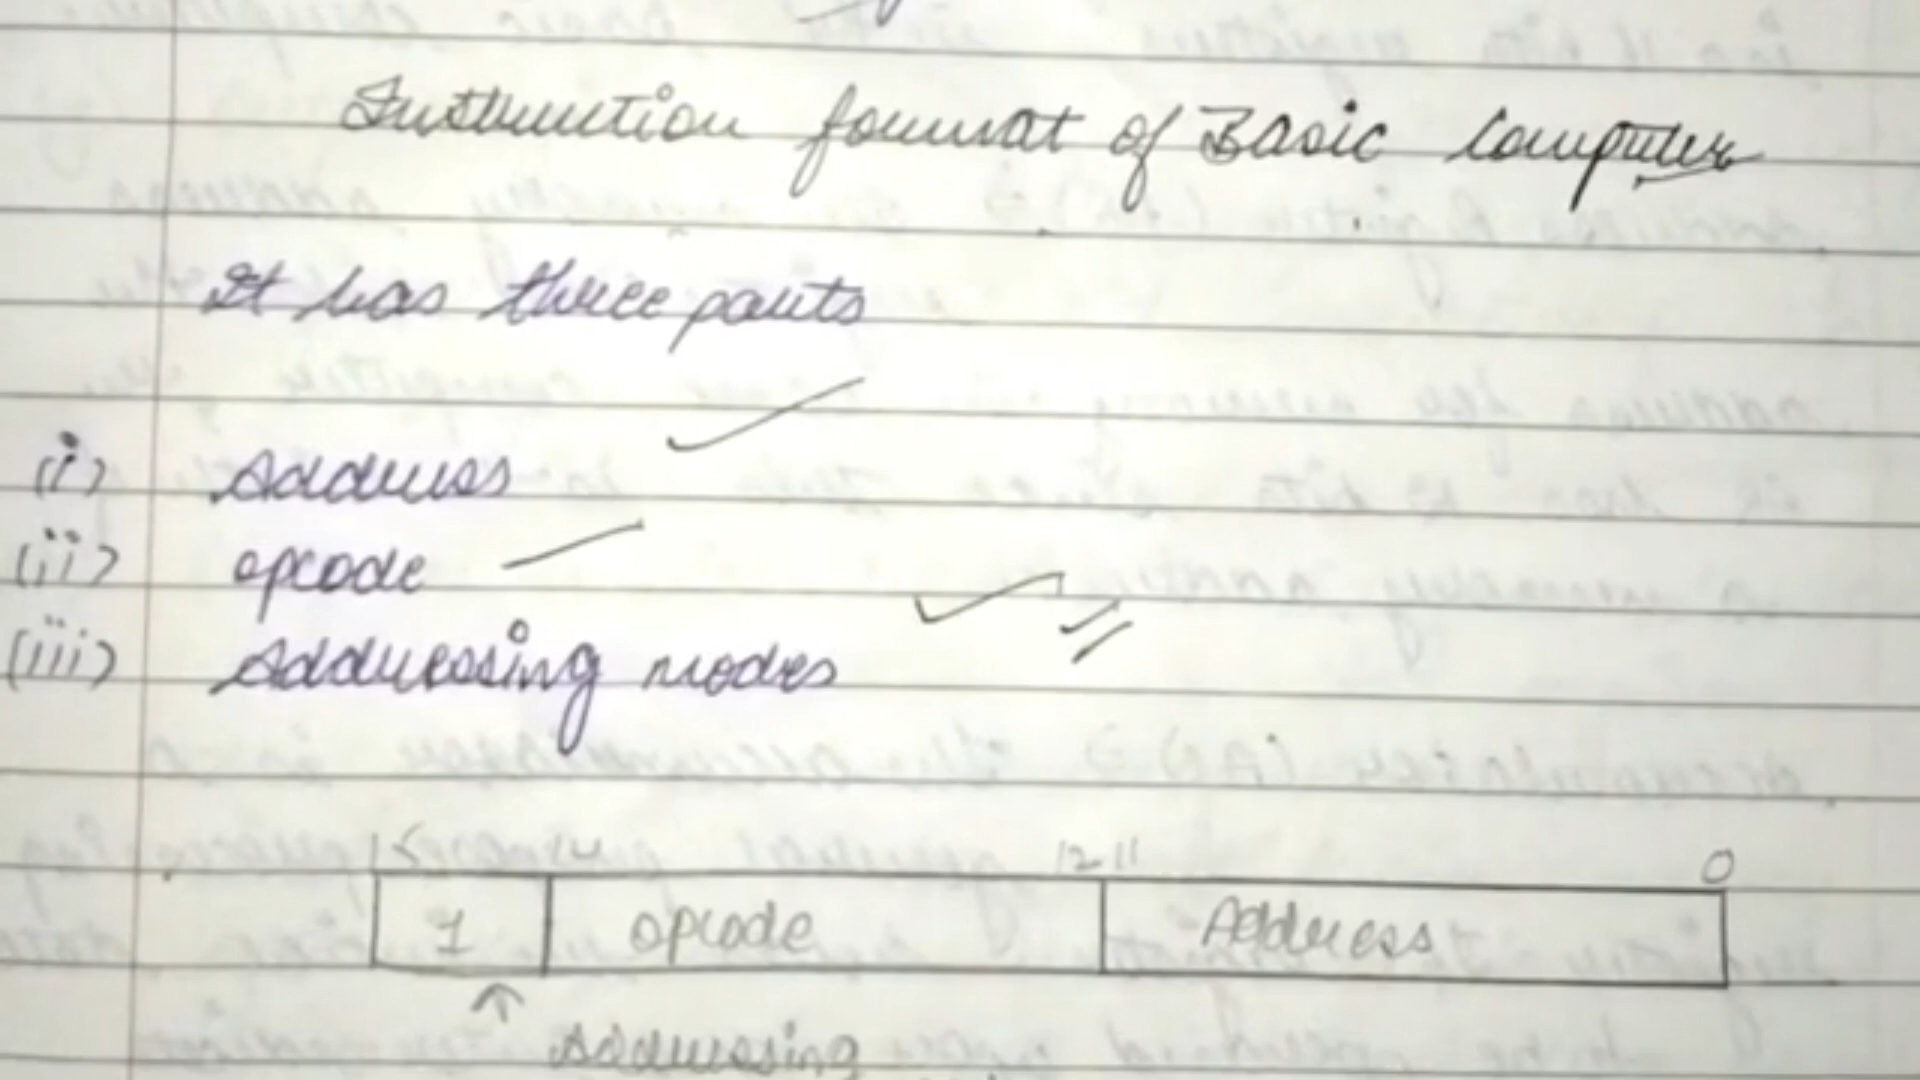 Instruction format of Basic Computer
It has three parts
(i) Address
(ii) opcode
(iii) Addressing modes
15 14 12 11 0
I opcode Address
Addressing